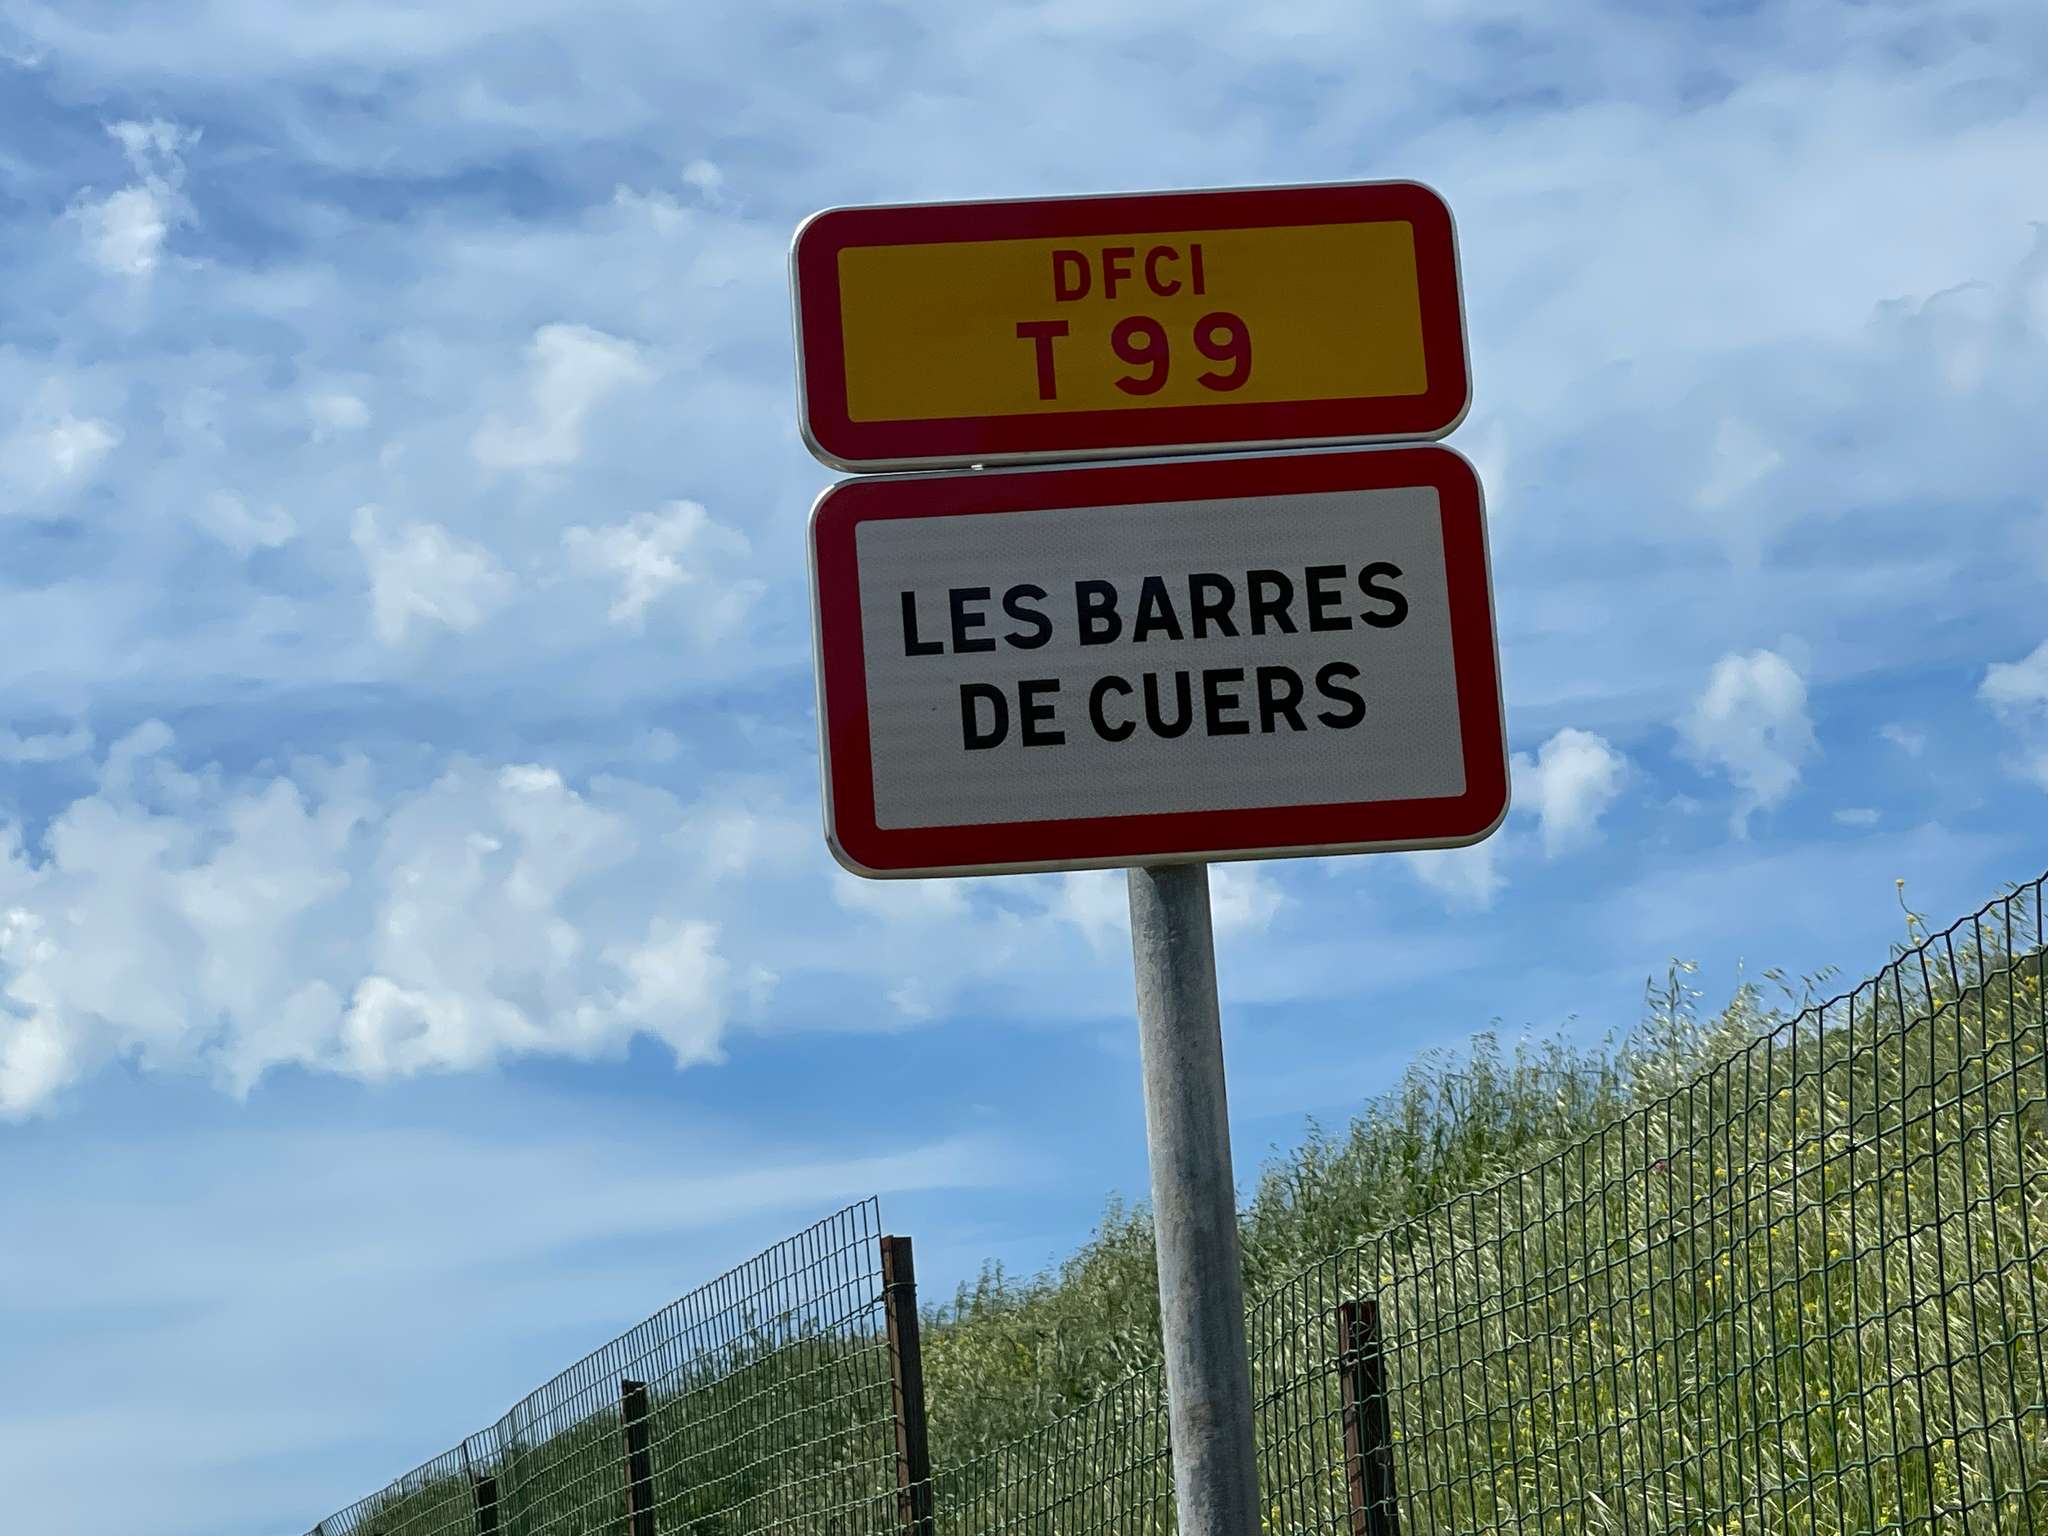 DFCI
T 99
LES BARRES
DE CUERS